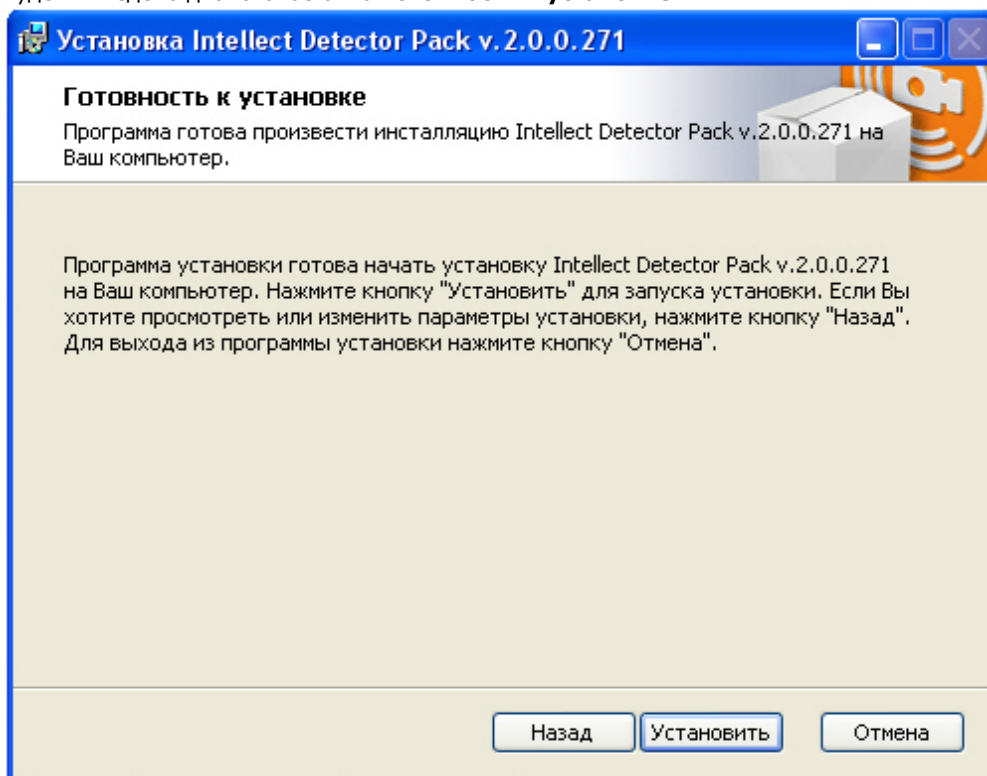 Установка Intellect Detector Pack v.2.0.0.271
Готовность к установке
Программа готова произвести инсталляцию Intellect Detector Pack v.2.0.0.271 на
Ваш компьютер.
Программа установки готова начать установку Intellect Detector Pack v.2.0.0.271
на Ваш компьютер. Нажмите кнопку "Установить" для запуска установки. Если Вы
хотите просмотреть или изменить параметры установки, нажмите кнопку "Назад".
Для выхода из программы установки нажмите кнопку "Отмена".
Назад Установить Отмена